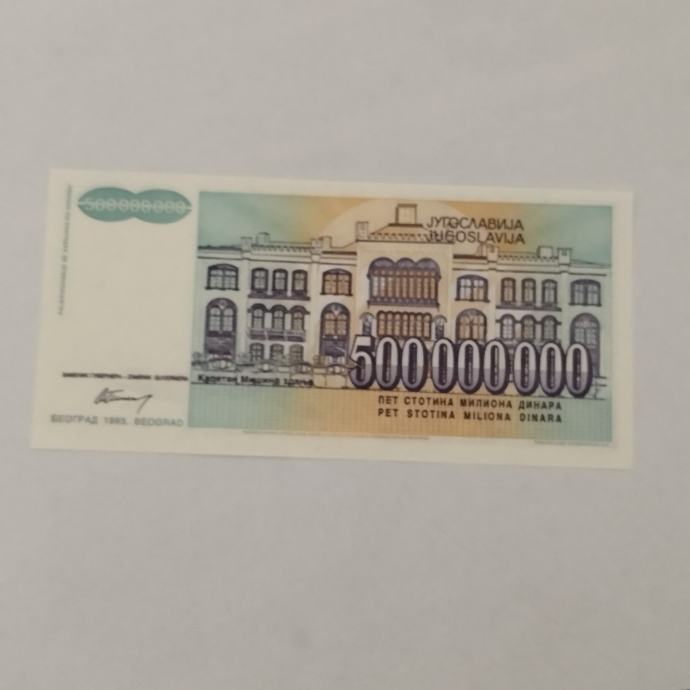 500000000
ЈУГОСЛАВИЈА
JUGOSLAVIJA
500000000
ПЕТ СТОТИНА МИЛИОНА ДИНАРА
PET STOTINA MILIONA DINARA
Капетан Мишино здање
БЕОГРАД 1993. BEOGRAD